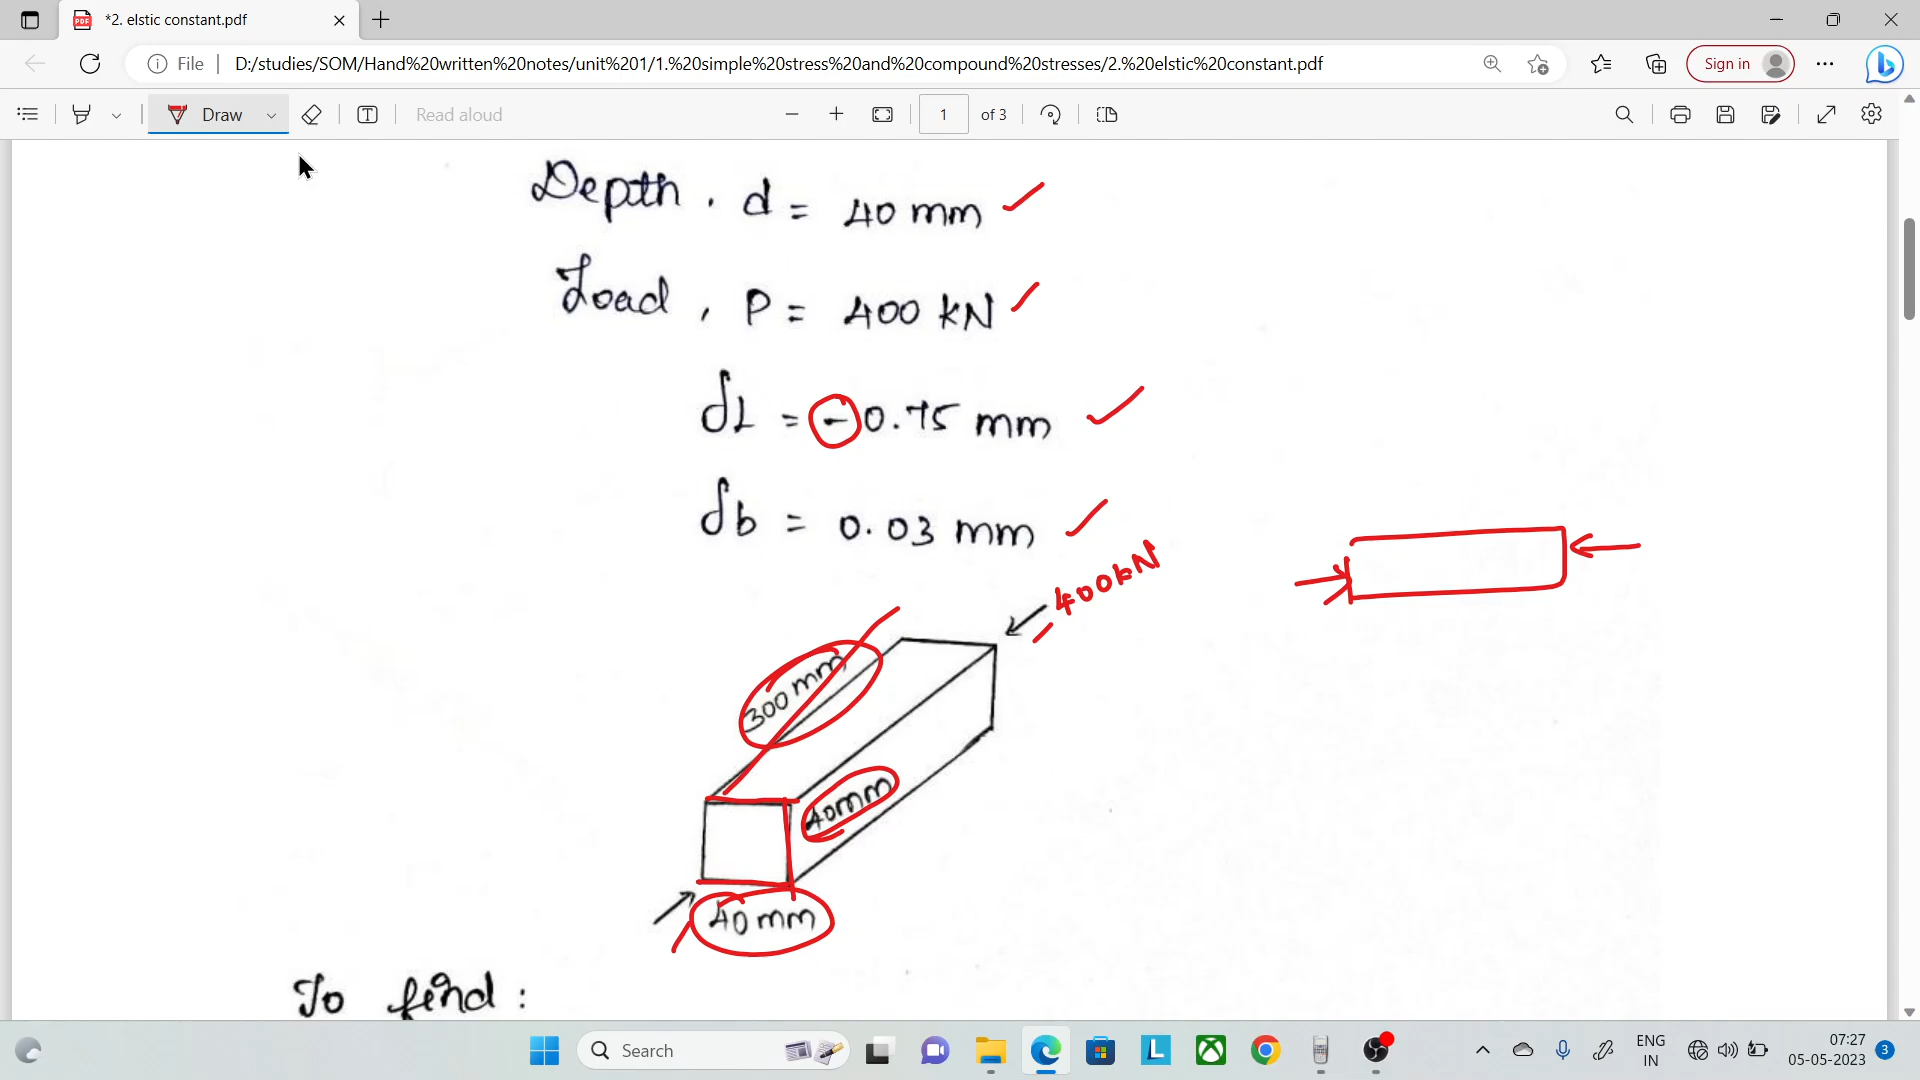 *2. elstic constant.pdf
File
D:/studies/SOM/Hand%20written%20notes/unit%201/1.%20simple%20stress%20and%20compound%20stresses/2.%20elstic%20constant.pdf
Sign in
Draw
Read aloud
1 of 3
Depth, d = 40 mm
Load, P = 400 kN
δL = -0.75 mm
δb = 0.03 mm
400kN
300 mm
40mm
40 mm
To find :
Search
ENG
IN
07:27
05-05-2023
3